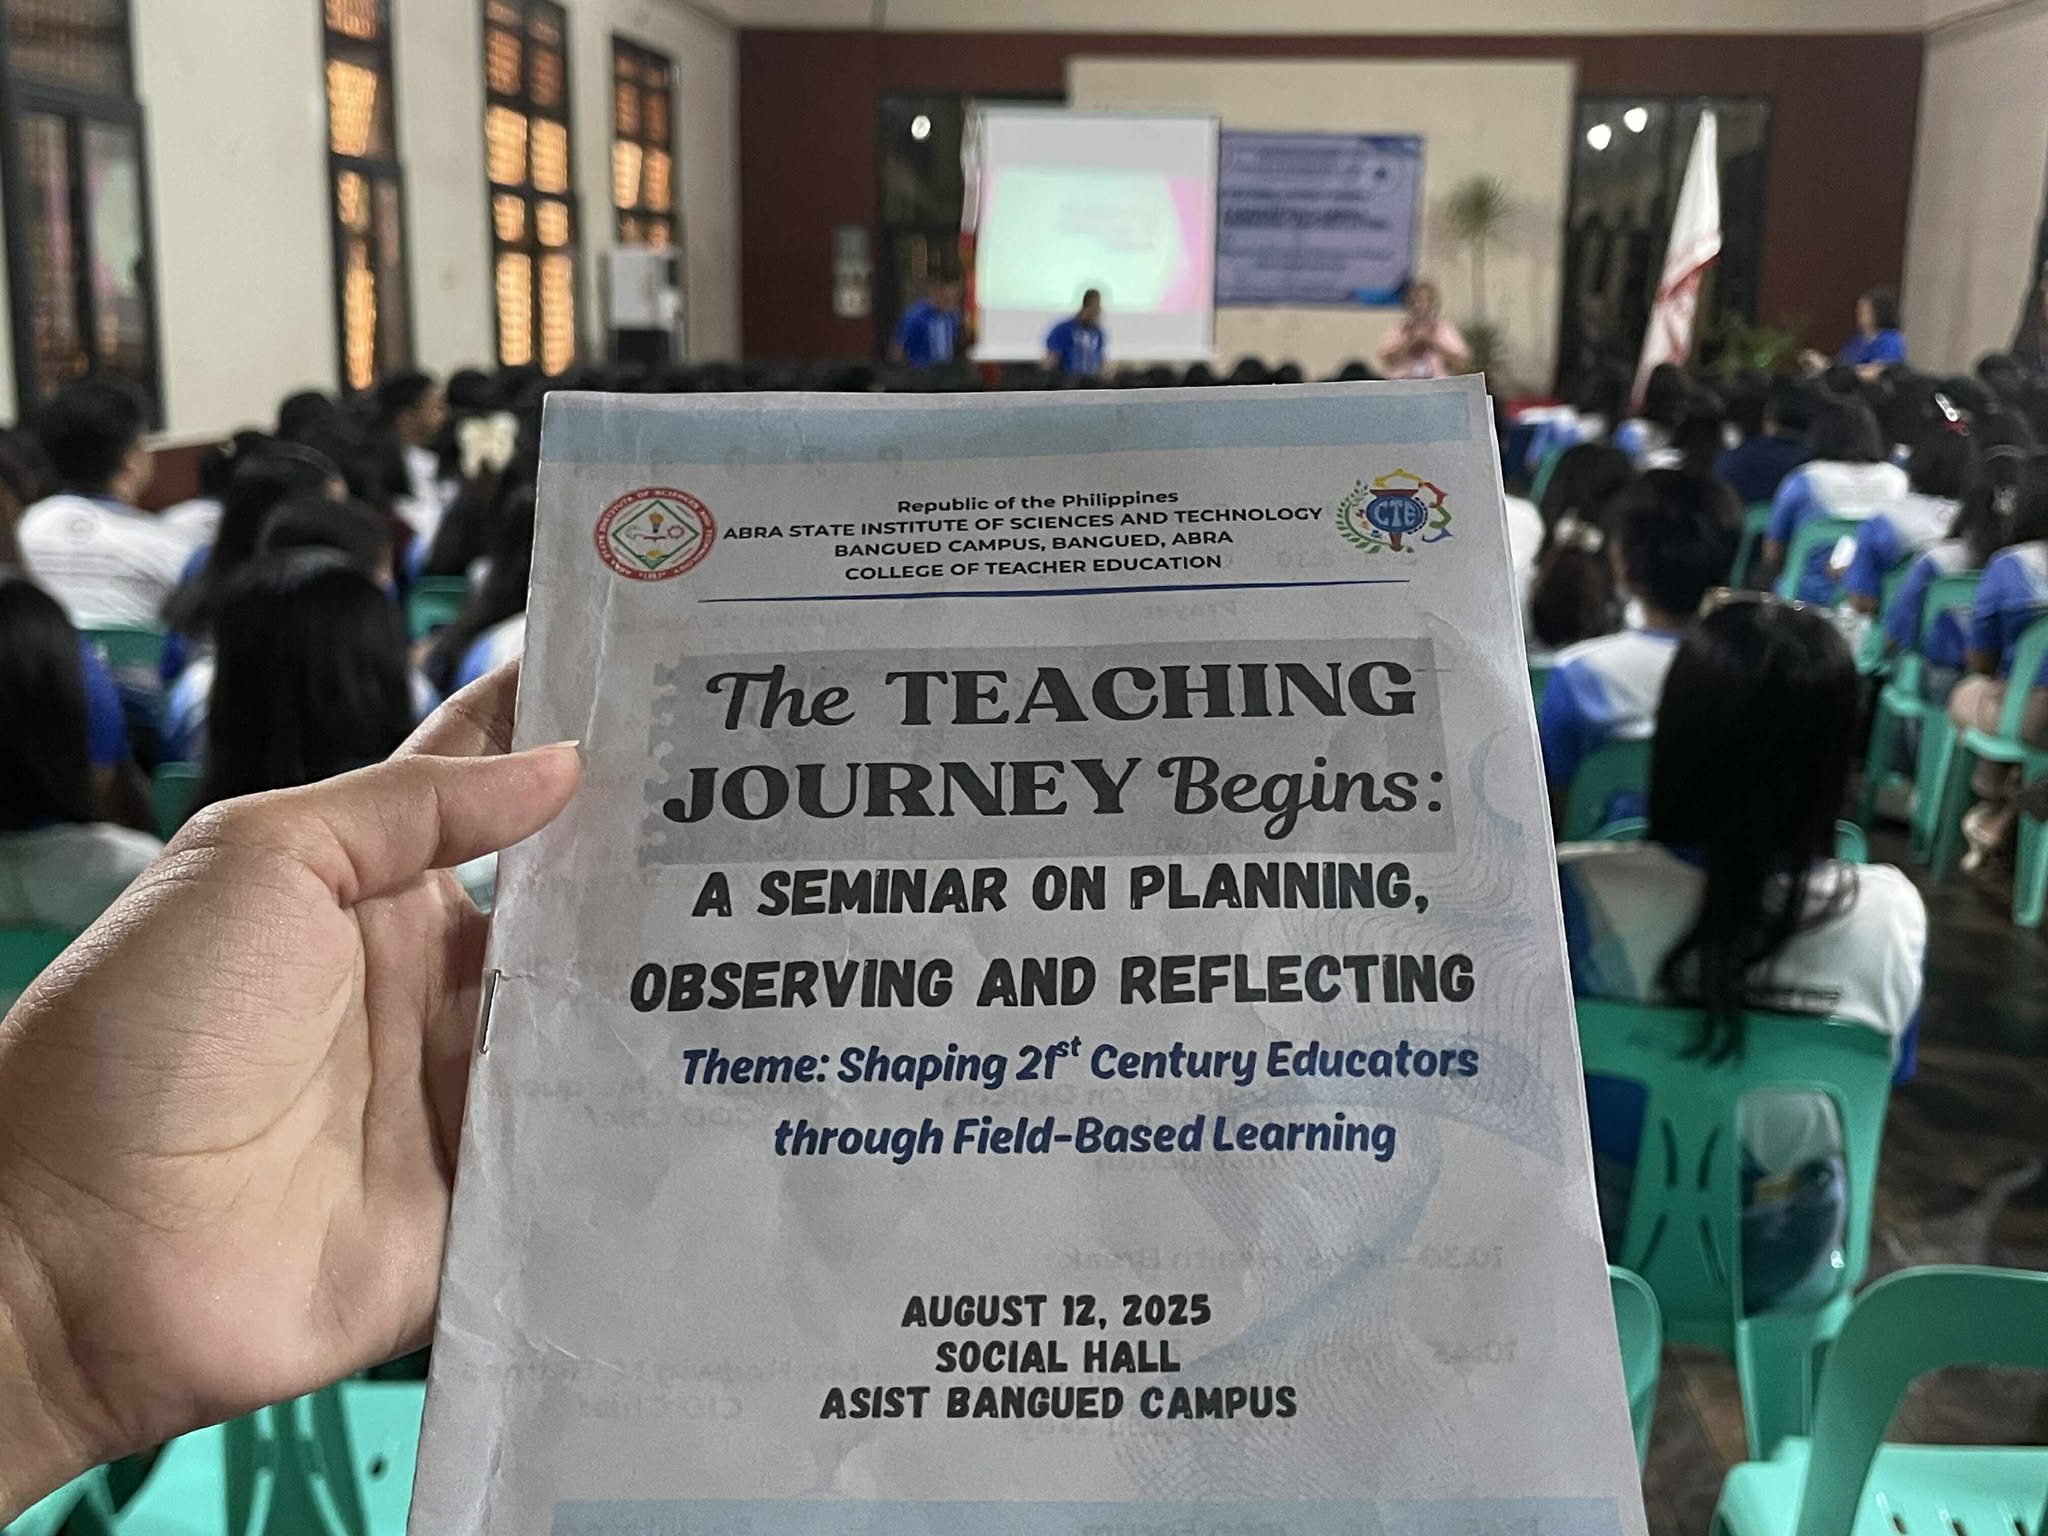 Republic of the Philippines
ABRA STATE INSTITUTE OF SCIENCES AND TECHNOLOGY
BANGUED CAMPUS, BANGUED, ABRA
COLLEGE OF TEACHER EDUCATION
CTE
The TEACHING
JOURNEY Begins:
A SEMINAR ON PLANNING,
OBSERVING AND REFLECTING
Theme: Shaping 21st Century Educators
through Field-Based Learning
AUGUST 12, 2025
SOCIAL HALL
ASIST BANGUED CAMPUS